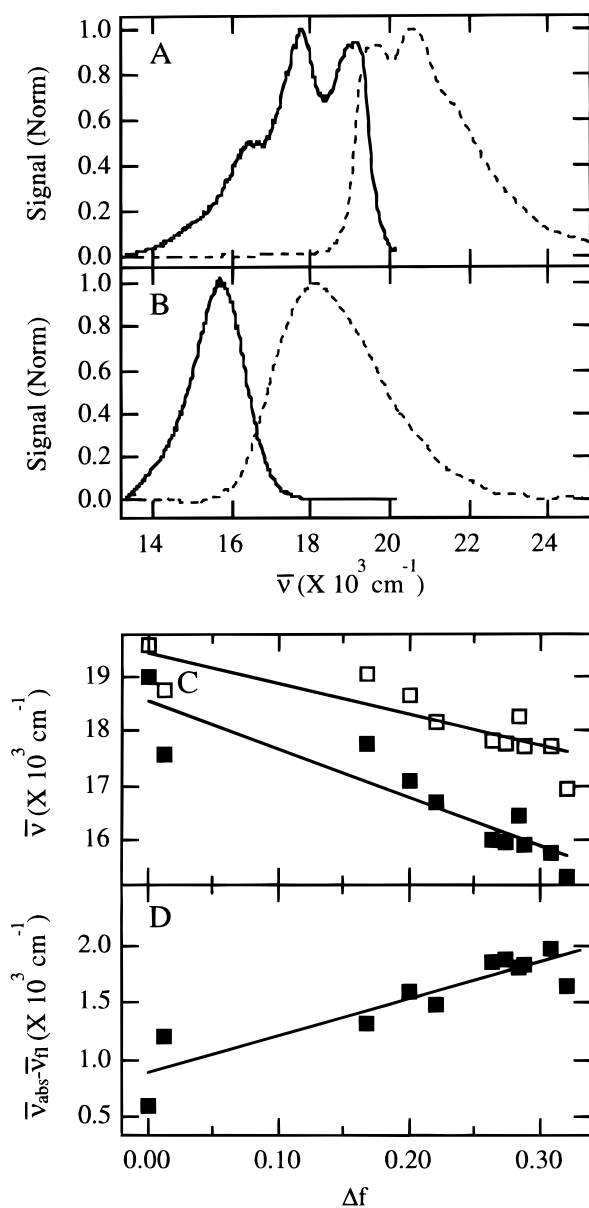 A
Signal (Norm)
1.0
0.8
0.6
0.4
0.2
0.0
B
Signal (Norm)
1.0
0.8
0.6
0.4
0.2
0.0
14 16 18 20 22 24
ν̅ (X 10³ cm⁻¹)
C
ν̅ (X 10³ cm⁻¹)
19
18
17
16
D
ν̅abs-ν̅fl (X 10³ cm⁻¹)
2.0
1.5
1.0
0.5
0.00 0.10 0.20 0.30
Δf